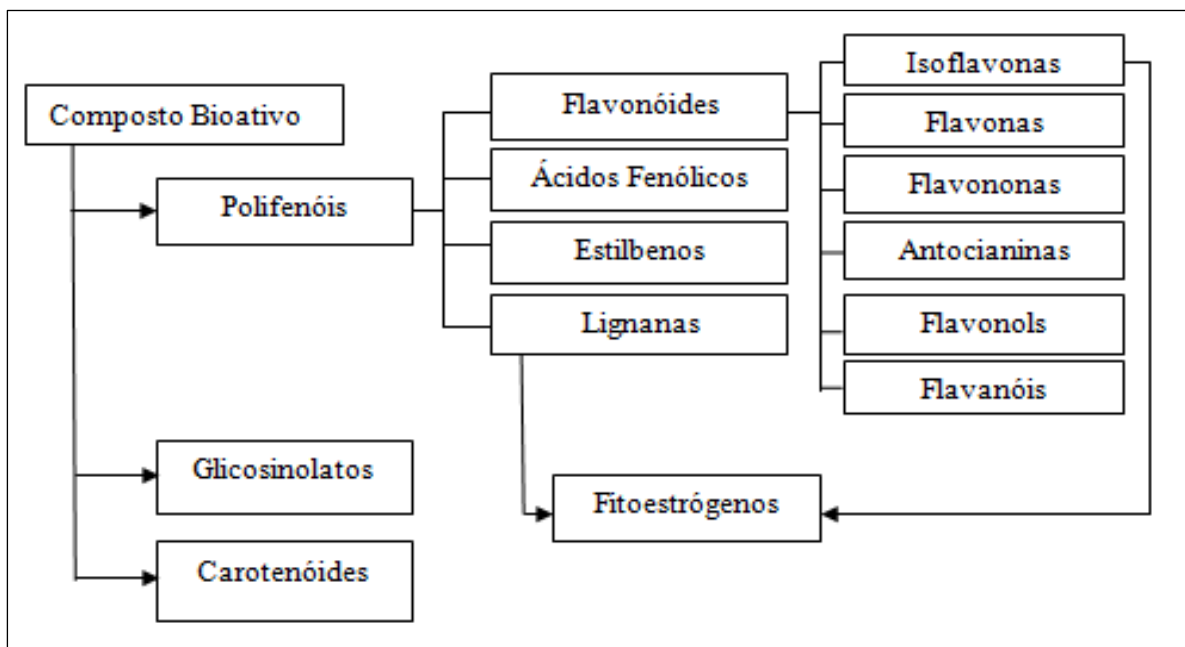 Composto Bioativo
Polifenóis
Glicosinolatos
Carotenóides
Flavonóides
Ácidos Fenólicos
Estilbenos
Lignanas
Fitoestrógenos
Isoflavonas
Flavonas
Flavononas
Antocianinas
Flavonols
Flavanóis